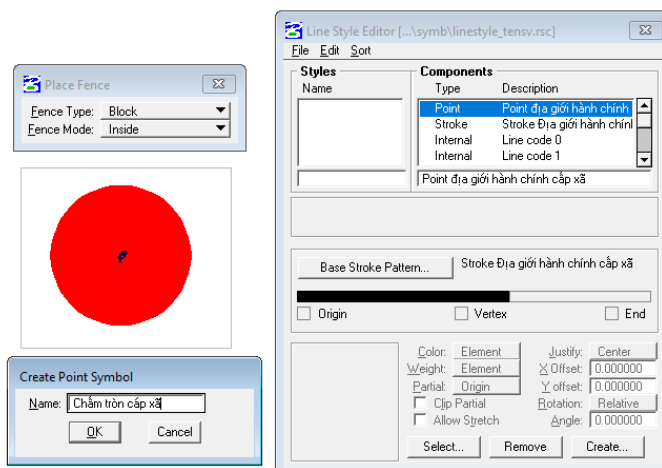 Line Style Editor [...\symb\linestyle_tensv.rsc]
File Edit Sort
Place Fence
Fence Type: Block
Fence Mode: Inside
Styles
Name
Components
Type Description
Point Point địa giới hành chính
Stroke Stroke Địa giới hành chính
Internal Line code 0
Internal Line code 1
Point địa giới hành chính cấp xã
Base Stroke Pattern... Stroke Địa giới hành chính cấp xã
Origin Vertex End
Create Point Symbol
Name: Chấm tròn cáp xã
OK Cancel
Color: Element Justify: Center
Weight: Element X Offset: 0.000000
Partial: Origin Y offset: 0.000000
Clip Partial Rotation: Relative
Allow Stretch Angle: 0.000000
Select... Remove Create...